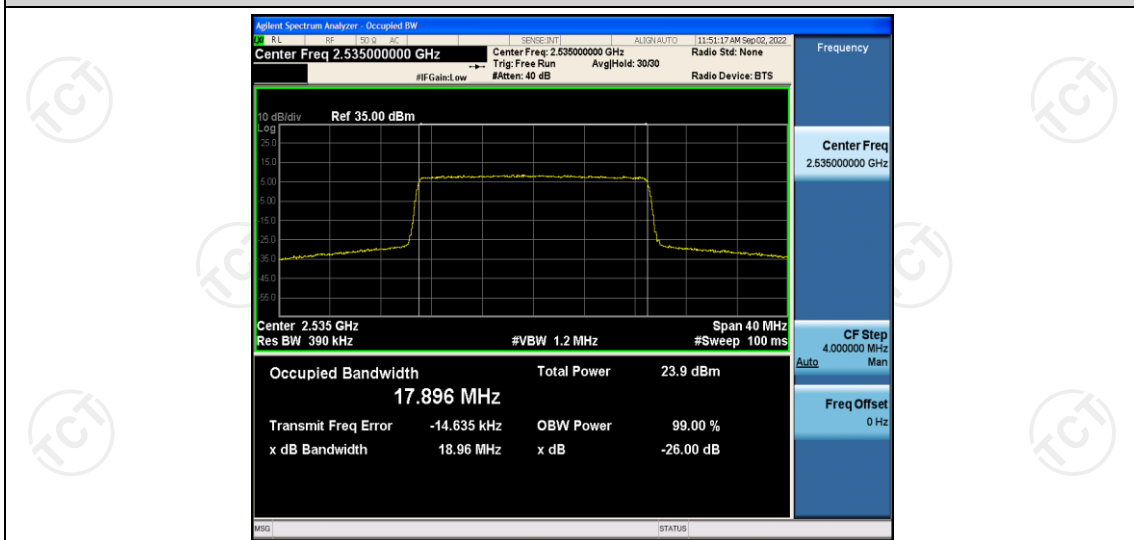 Agilent Spectrum Analyzer - Occupied BW
RL RF 50 Ω AC SENSE:INT ALIGN AUTO 11:51:17 AM Sep 02, 2022
Center Freq 2.535000000 GHz
Center Freq: 2.535000000 GHz Radio Std: None
Trig: Free Run Avg|Hold: 30/30
#IFGain:Low #Atten: 40 dB Radio Device: BTS
Frequency
10 dB/div Ref 35.00 dBm
Log
25.0
15.0
5.00
-5.00
-15.0
-25.0
-35.0
-45.0
-55.0
Center 2.535 GHz Span 40 MHz
Res BW 390 kHz #VBW 1.2 MHz #Sweep 100 ms
Occupied Bandwidth Total Power 23.9 dBm
17.896 MHz
Transmit Freq Error -14.635 kHz OBW Power 99.00 %
x dB Bandwidth 18.96 MHz x dB -26.00 dB
Center Freq
2.535000000 GHz
CF Step
4.000000 MHz
Auto Man
Freq Offset
0 Hz
MSG STATUS
TCT
TCT
TCT
TCT
TCT
TCT